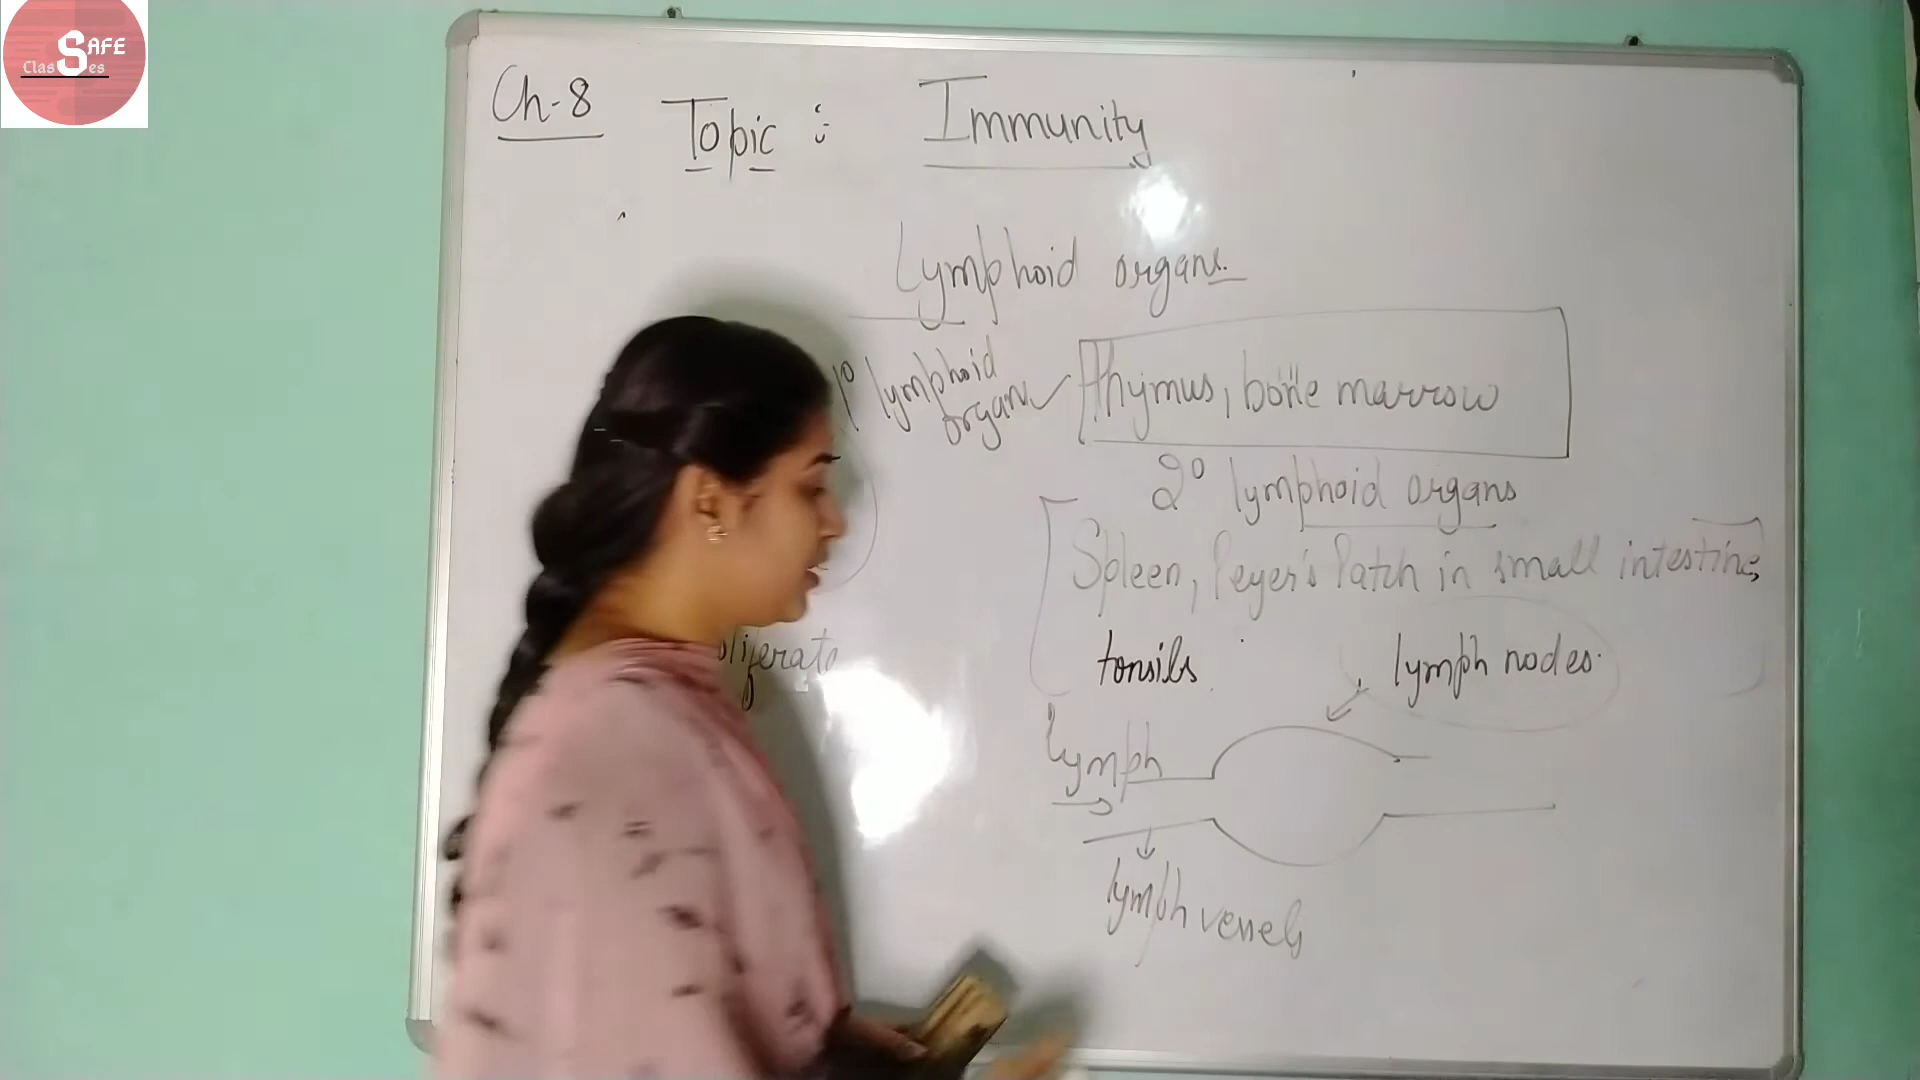 SAFE
Classes
Ch-8
Topic :
Immunity
Lymphoid organs
1° lymphoid
organs
thymus, bone marrow
2° lymphoid organs
Spleen, Peyer's Patch in small intestine,
tonsils
lymph nodes.
lymph
lymph vessels